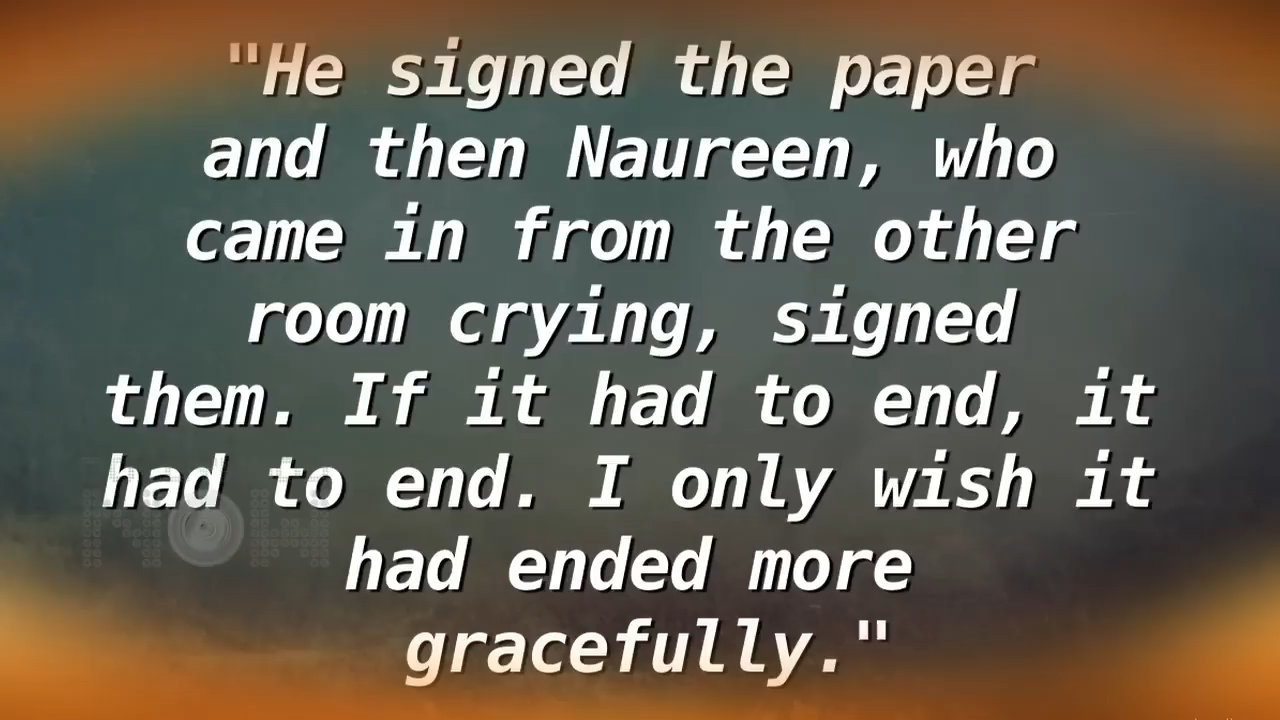 "He signed the paper
and then Naureen, who
came in from the other
room crying, signed
them. If it had to end, it
had to end. I only wish it
had ended more
gracefully."